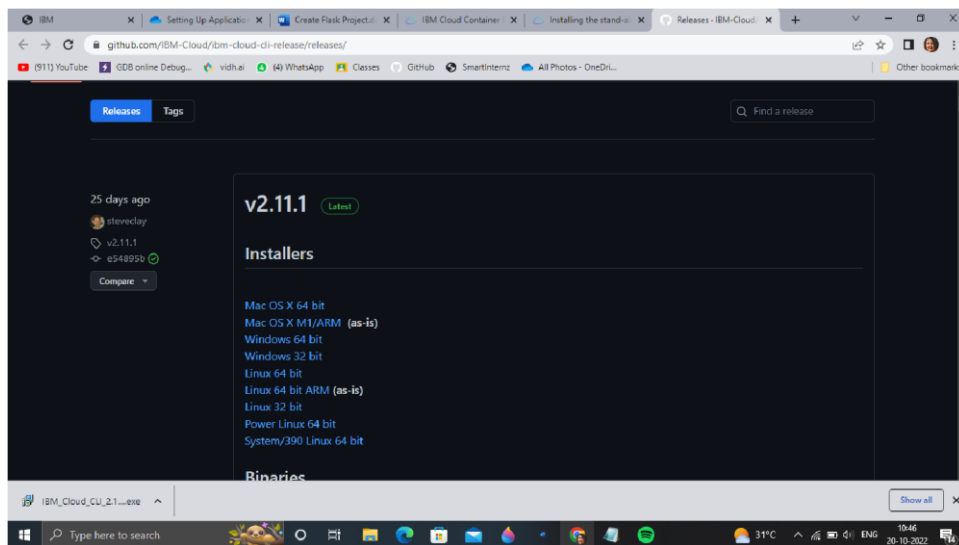 IBM
Setting Up Applicatio
Create Flask Project.d
IBM Cloud Container
Installing the stand-al
Releases · IBM-Cloud/
github.com/IBM-Cloud/ibm-cloud-cli-release/releases/
(911) YouTube
GDB online Debug...
vidh.ai
(4) WhatsApp
Classes
GitHub
SmartInternz
All Photos - OneDri...
Other bookmarks
Releases
Tags
Find a release
25 days ago
steveclay
v2.11.1
e54895b
Compare
v2.11.1
Latest
Installers
Mac OS X 64 bit
Mac OS X M1/ARM (as-is)
Windows 64 bit
Windows 32 bit
Linux 64 bit
Linux 64 bit ARM (as-is)
Linux 32 bit
Power Linux 64 bit
System/390 Linux 64 bit
Binaries
IBM_Cloud_CLI_2.1....exe
Show all
Type here to search
31°C
ENG
10:46
20-10-2022